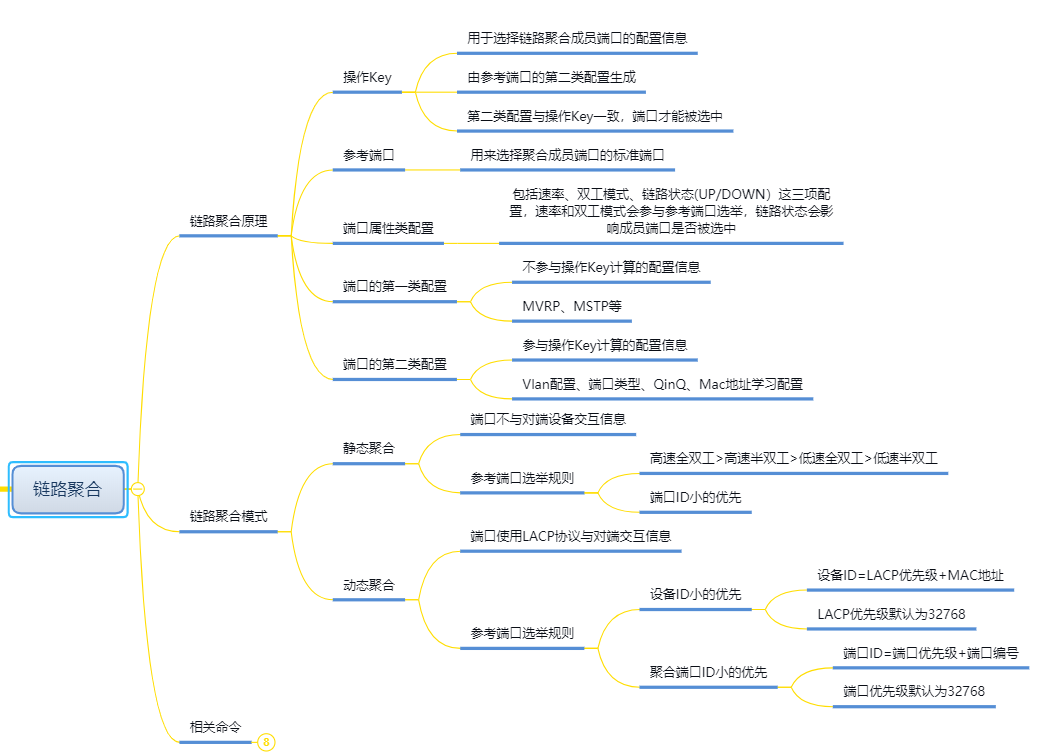 链路聚合
链路聚合原理
操作Key
用于选择链路聚合成员端口的配置信息
由参考端口的第二类配置生成
第二类配置与操作Key一致，端口才能被选中
参考端口
用来选择聚合成员端口的标准端口
端口属性类配置
包括速率、双工模式、链路状态(UP/DOWN）这三项配
置，速率和双工模式会参与参考端口选举，链路状态会影
响成员端口是否被选中
端口的第一类配置
不参与操作Key计算的配置信息
MVRP、MSTP等
端口的第二类配置
参与操作Key计算的配置信息
Vlan配置、端口类型、QinQ、Mac地址学习配置
链路聚合模式
静态聚合
端口不与对端设备交互信息
参考端口选举规则
高速全双工>高速半双工>低速全双工>低速半双工
端口ID小的优先
动态聚合
端口使用LACP协议与对端交互信息
参考端口选举规则
设备ID小的优先
设备ID=LACP优先级+MAC地址
LACP优先级默认为32768
聚合端口ID小的优先
端口ID=端口优先级+端口编号
端口优先级默认为32768
相关命令
8